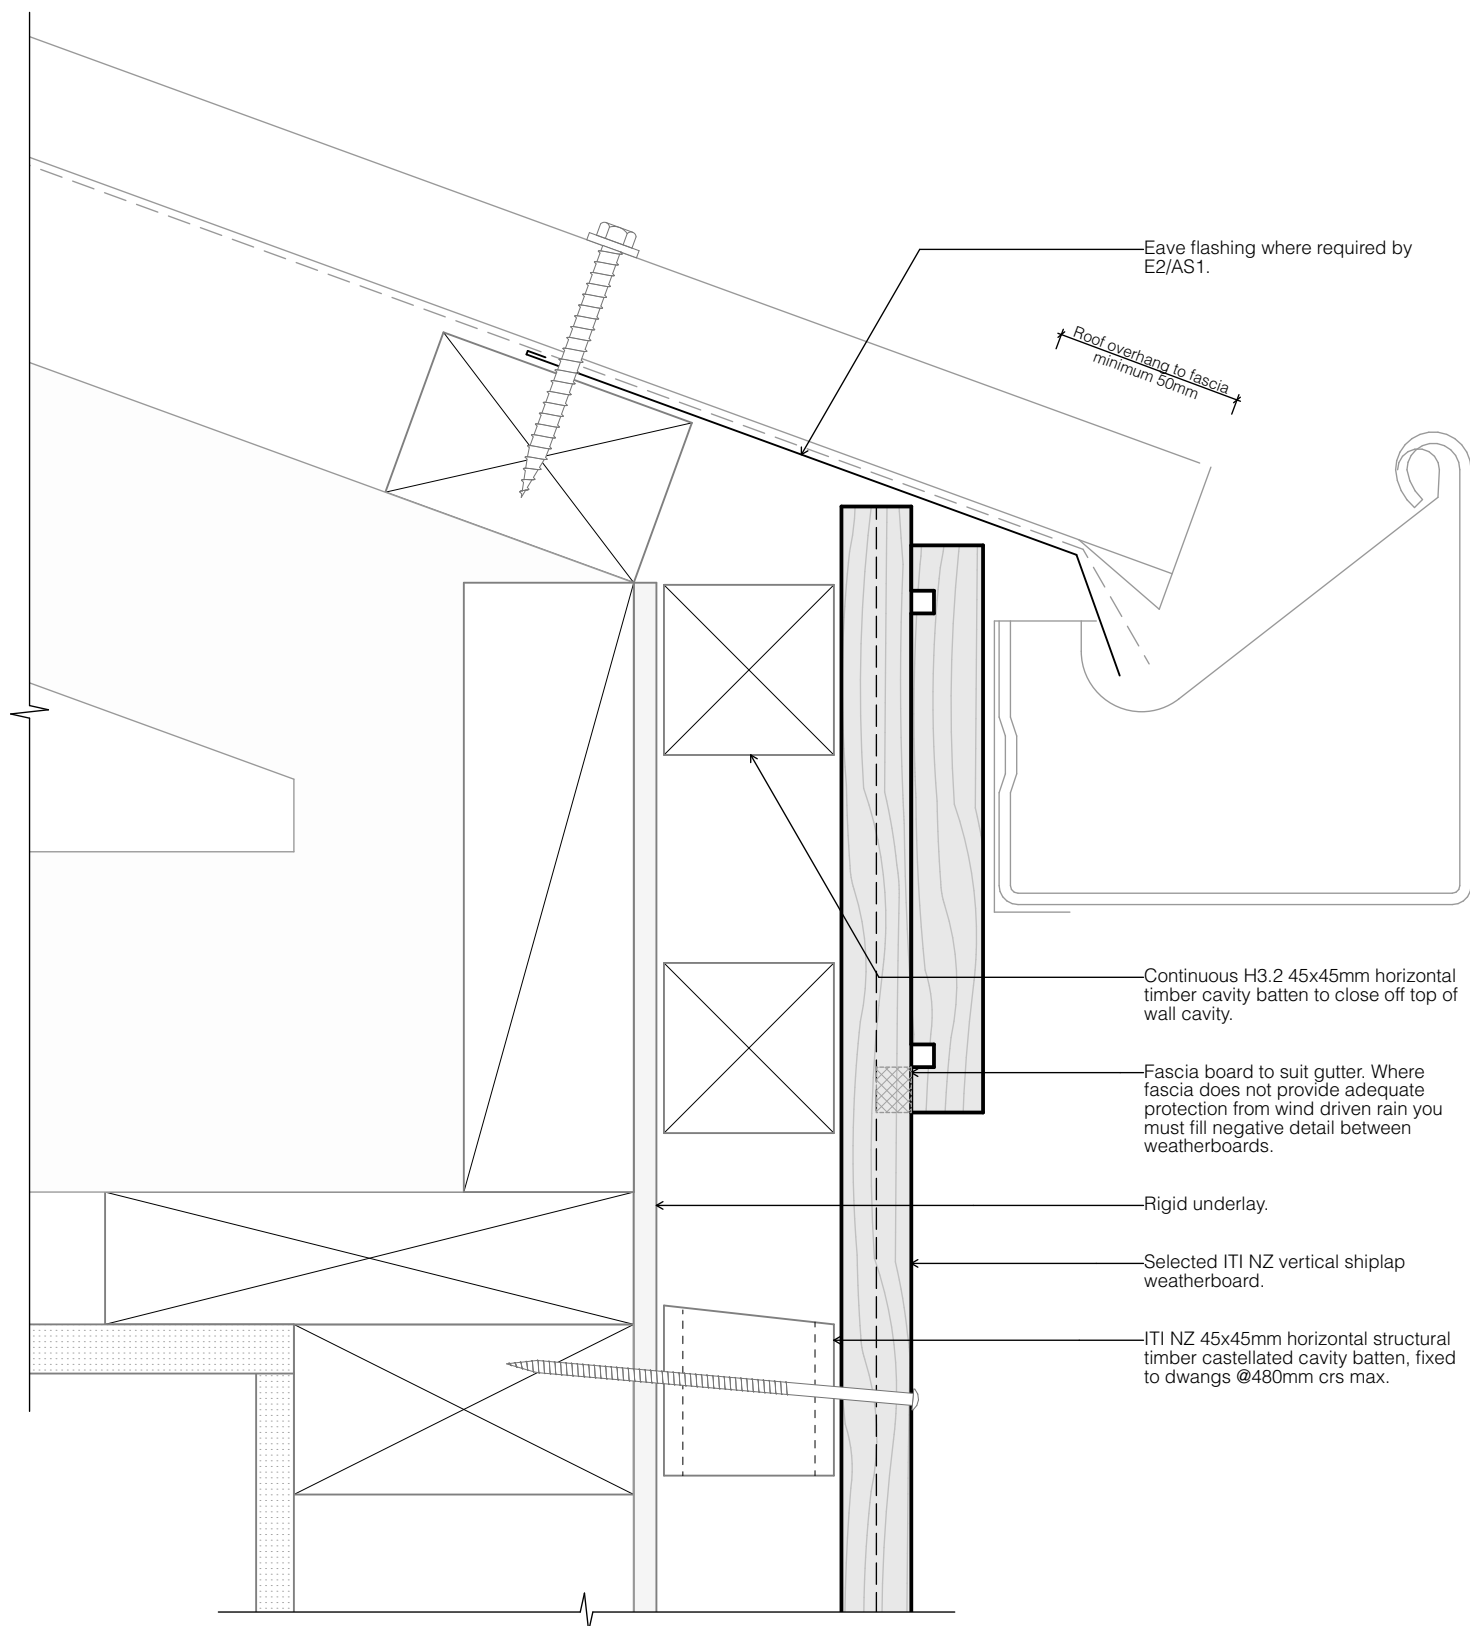 Eave flashing where required by
E2/AS1.
Roof overhang to fascia
minimum 50mm
Continuous H3.2 45x45mm horizontal
timber cavity batten to close off top of
wall cavity.
Fascia board to suit gutter. Where
fascia does not provide adequate
protection from wind driven rain you
must fill negative detail between
weatherboards.
Rigid underlay.
Selected ITI NZ vertical shiplap
weatherboard.
ITI NZ 45x45mm horizontal structural
timber castellated cavity batten, fixed
to dwangs @480mm crs max.